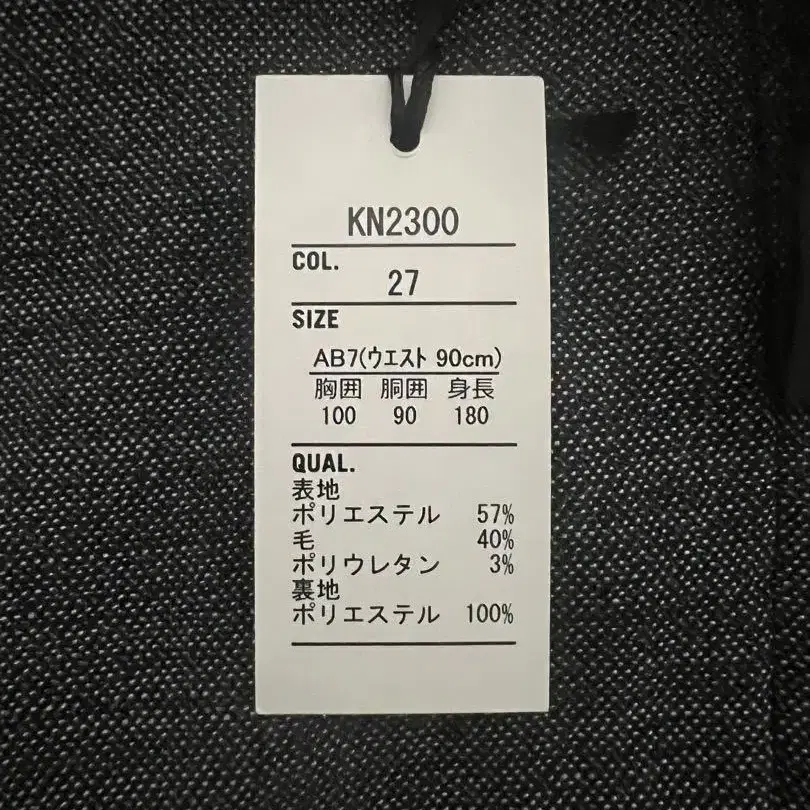 KN2300
COL.
27
SIZE
AB7(ウエスト 90cm)
胸囲 胴囲 身長
100 90 180
QUAL.
表地
ポリエステル 57%
毛 40%
ポリウレタン 3%
裏地
ポリエステル 100%